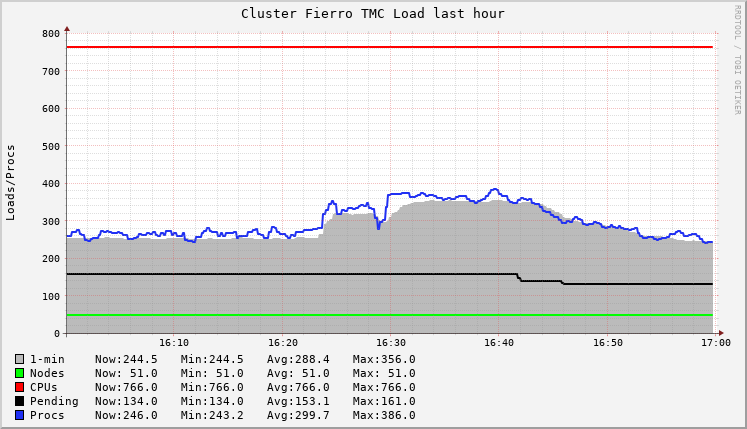 Cluster Fierro TMC Load last hour
RRDTOOL / TOBI OETIKER
Loads/Procs
800
700
600
500
400
300
200
100
0
16:10 16:20 16:30 16:40 16:50 17:00
1-min Now:244.5 Min:244.5 Avg:288.4 Max:356.0
Nodes Now: 51.0 Min: 51.0 Avg: 51.0 Max: 51.0
CPUs Now:766.0 Min:766.0 Avg:766.0 Max:766.0
Pending Now:134.0 Min:134.0 Avg:153.1 Max:161.0
Procs Now:246.0 Min:243.2 Avg:299.7 Max:386.0